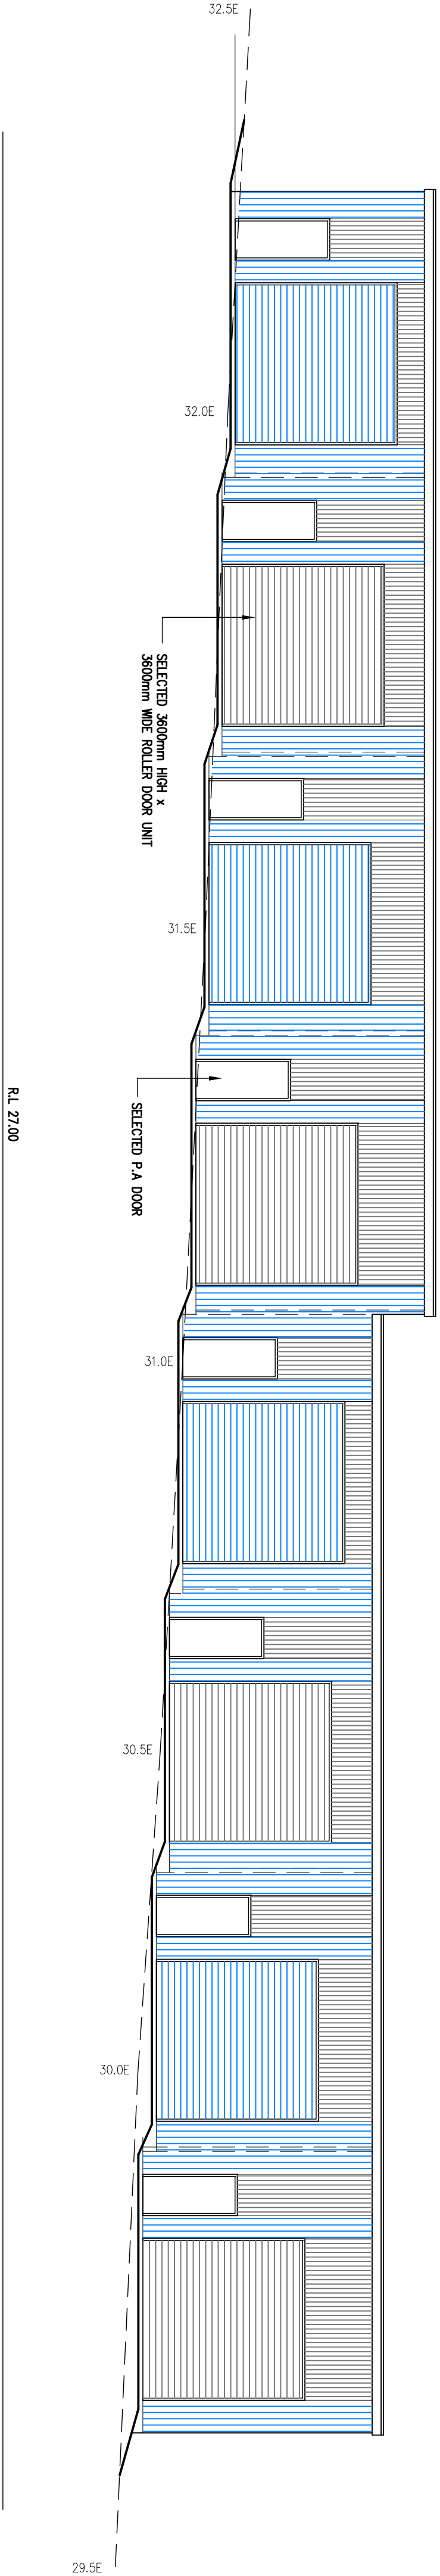 32.5E
32.0E
SELECTED 3600mm HIGH x
3600mm WIDE ROLLER DOOR UNIT
31.5E
SELECTED P.A DOOR
R.L 27.00
31.0E
30.5E
30.0E
29.5E